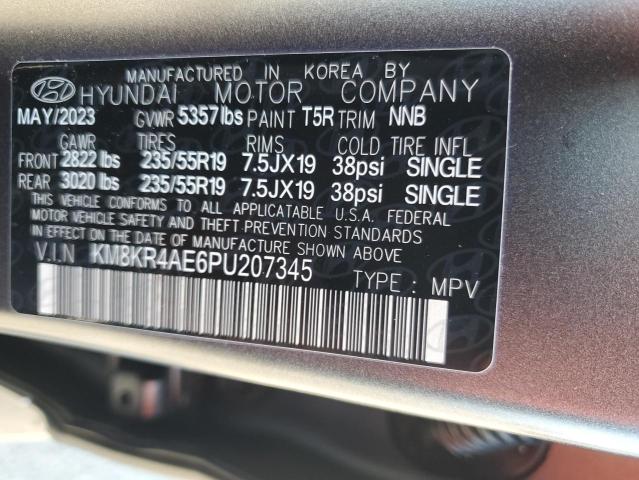 MANUFACTURED IN KOREA BY
HYUNDAI MOTOR COMPANY
MAY/2023 GVWR 5357lbs PAINT T5R TRIM NNB
GAWR TIRES RIMS COLD TIRE INFL
FRONT 2822 lbs 235/55R19 7.5JX19 38psi SINGLE
REAR 3020 lbs 235/55R19 7.5JX19 38psi SINGLE
THIS VEHICLE CONFORMS TO ALL APPLICATABLE U.S.A. FEDERAL
MOTOR VEHICLE SAFETY AND THEFT PREVENTION STANDARDS
IN EFFECT ON THE DATE OF MANUFACTURE SHOWN ABOVE
V.I.N KM8KR4AE6PU207345
TYPE : MPV